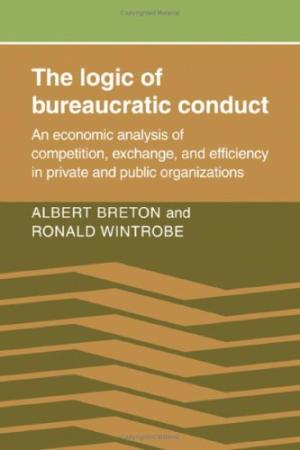 The logic of
bureaucratic conduct
An economic analysis of
competition, exchange, and efficiency
in private and public organizations
ALBERT BRETON and
RONALD WINTROBE